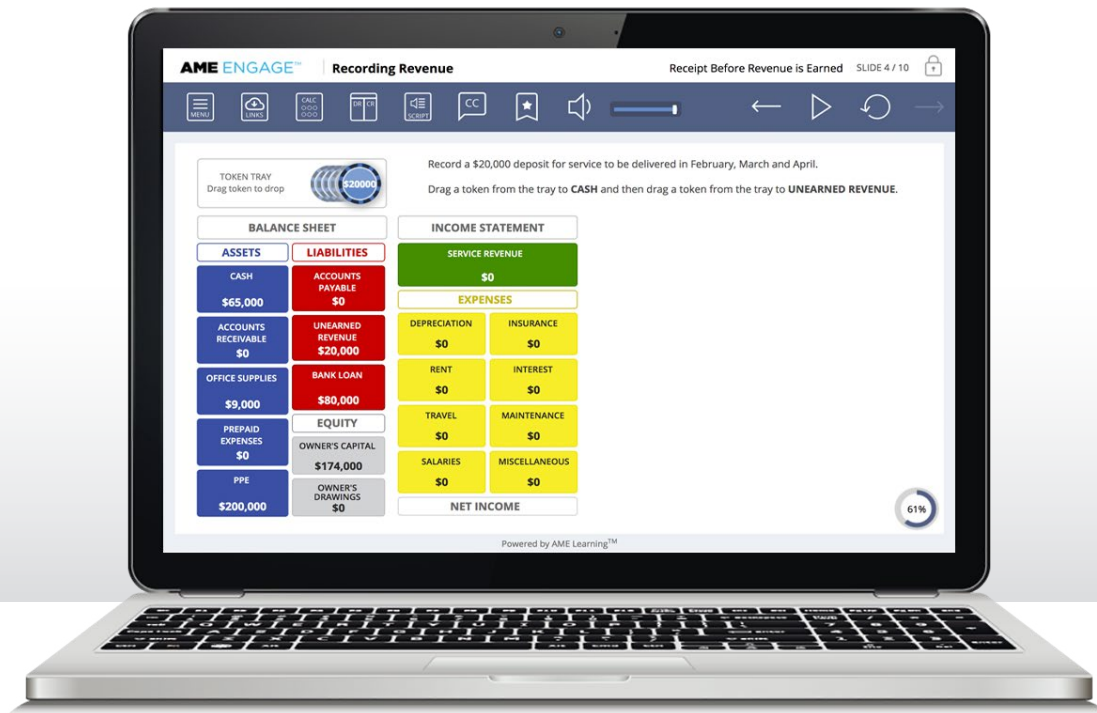 AME ENGAGE™
Recording Revenue
Receipt Before Revenue is Earned
SLIDE 4 / 10
MENU
LINKS
CALC
DR CR
SCRIPT
CC
TOKEN TRAY
Drag token to drop
$20000
Record a $20,000 deposit for service to be delivered in February, March and April.
Drag a token from the tray to CASH and then drag a token from the tray to UNEARNED REVENUE.
BALANCE SHEET
ASSETS
CASH
$65,000
ACCOUNTS
RECEIVABLE
$0
OFFICE SUPPLIES
$9,000
PREPAID
EXPENSES
$0
PPE
$200,000
LIABILITIES
ACCOUNTS
PAYABLE
$0
UNEARNED
REVENUE
$20,000
BANK LOAN
$80,000
EQUITY
OWNER'S CAPITAL
$174,000
OWNER'S
DRAWINGS
$0
INCOME STATEMENT
SERVICE REVENUE
$0
EXPENSES
DEPRECIATION
$0
INSURANCE
$0
RENT
$0
INTEREST
$0
TRAVEL
$0
MAINTENANCE
$0
SALARIES
$0
MISCELLANEOUS
$0
NET INCOME
61%
Powered by AME Learning™